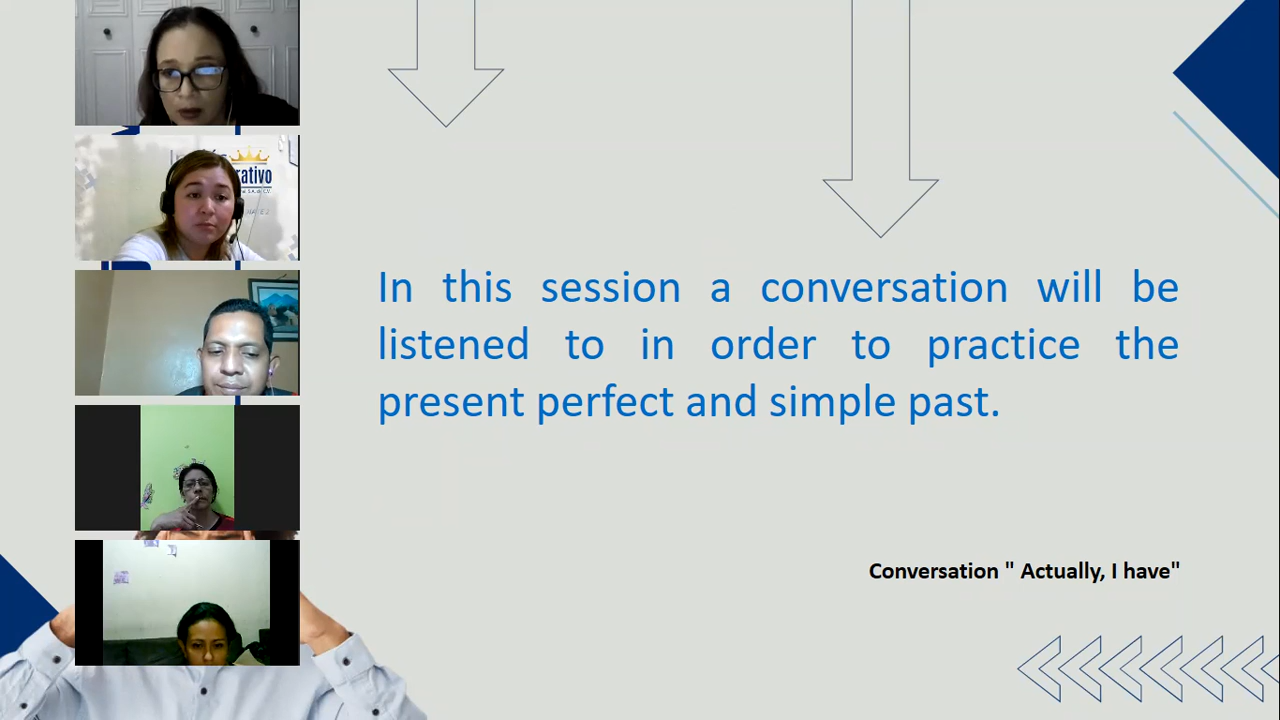 rativo
In this session a conversation will be
listened to in order to practice the
present perfect and simple past.
Conversation " Actually, I have"